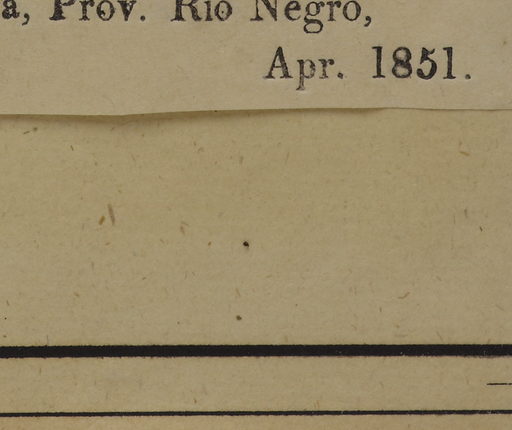 a, Prov. Rio Negro,
Apr. 1851.